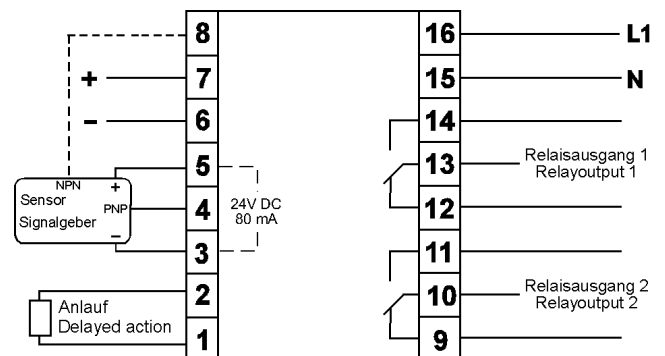 8 16 L1
+ 7 15 N
− 6 14
NPN + 5 13 Relaisausgang 1
Relayoutput 1
Sensor PNP 4 24V DC
80 mA
Signalgeber
− 3 12
11
2 10 Relaisausgang 2
Relayoutput 2
Anlauf
Delayed action
1 9